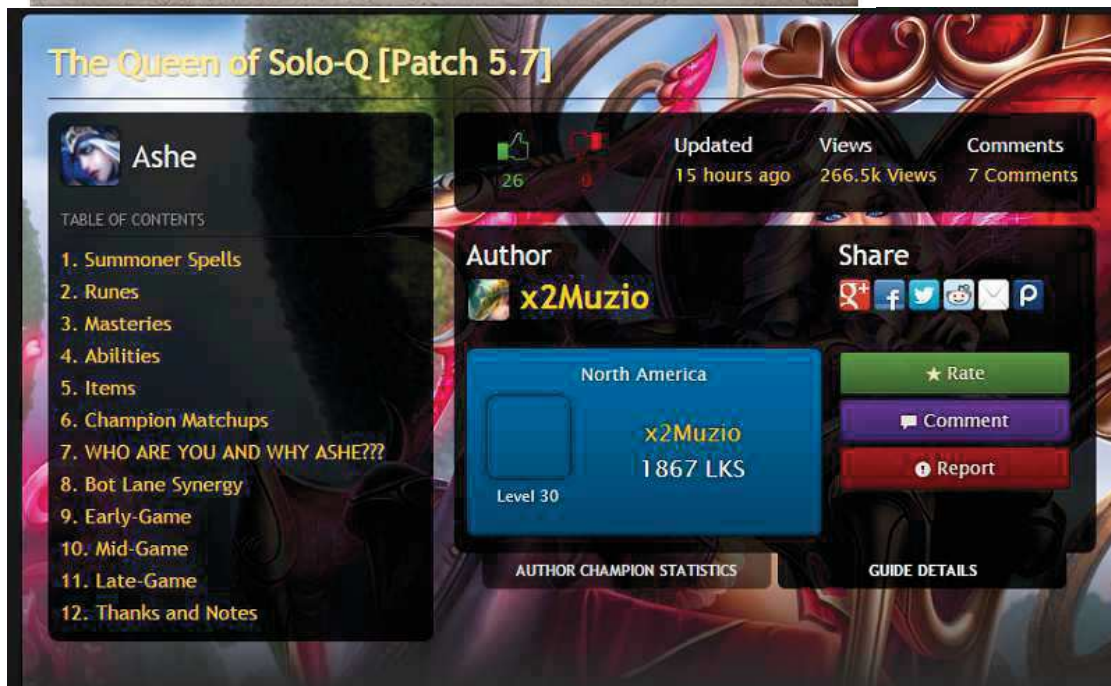 The Queen of Solo-Q [Patch 5.7]
Ashe
TABLE OF CONTENTS
1. Summoner Spells
2. Runes
3. Masteries
4. Abilities
5. Items
6. Champion Matchups
7. WHO ARE YOU AND WHY ASHE???
8. Bot Lane Synergy
9. Early-Game
10. Mid-Game
11. Late-Game
12. Thanks and Notes
26
0
Updated
15 hours ago
Views
266.5k Views
Comments
7 Comments
Author
x2Muzio
Share
North America
x2Muzio
1867 LKS
Level 30
Rate
Comment
Report
AUTHOR CHAMPION STATISTICS
GUIDE DETAILS